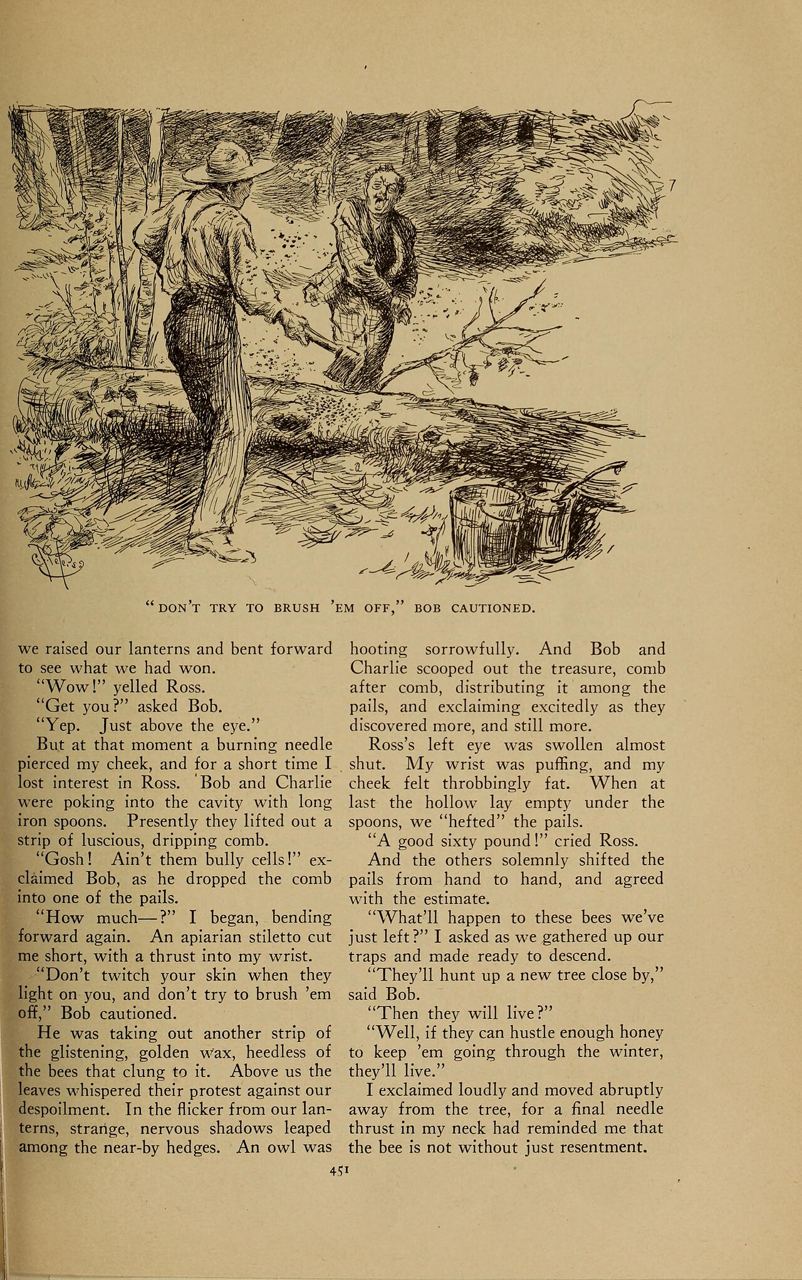 “DON’T TRY TO BRUSH ’EM OFF,” BOB CAUTIONED.
we raised our lanterns and bent forward
to see what we had won.
“Wow!” yelled Ross.
“Get you?” asked Bob.
“Yep. Just above the eye.”
But at that moment a burning needle
pierced my cheek, and for a short time I
lost interest in Ross. Bob and Charlie
were poking into the cavity with long
iron spoons. Presently they lifted out a
strip of luscious, dripping comb.
“Gosh! Ain’t them bully cells!” ex-
claimed Bob, as he dropped the comb
into one of the pails.
“How much—?” I began, bending
forward again. An apiarian stiletto cut
me short, with a thrust into my wrist.
“Don’t twitch your skin when they
light on you, and don’t try to brush ’em
off,” Bob cautioned.
He was taking out another strip of
the glistening, golden wax, heedless of
the bees that clung to it. Above us the
leaves whispered their protest against our
despoilment. In the flicker from our lan-
terns, strange, nervous shadows leaped
among the near-by hedges. An owl was
hooting sorrowfully. And Bob and
Charlie scooped out the treasure, comb
after comb, distributing it among the
pails, and exclaiming excitedly as they
discovered more, and still more.
Ross’s left eye was swollen almost
shut. My wrist was puffing, and my
cheek felt throbbingly fat. When at
last the hollow lay empty under the
spoons, we “hefted” the pails.
“A good sixty pound!” cried Ross.
And the others solemnly shifted the
pails from hand to hand, and agreed
with the estimate.
“What’ll happen to these bees we’ve
just left?” I asked as we gathered up our
traps and made ready to descend.
“They’ll hunt up a new tree close by,”
said Bob.
“Then they will live?”
“Well, if they can hustle enough honey
to keep ’em going through the winter,
they’ll live.”
I exclaimed loudly and moved abruptly
away from the tree, for a final needle
thrust in my neck had reminded me that
the bee is not without just resentment.
451